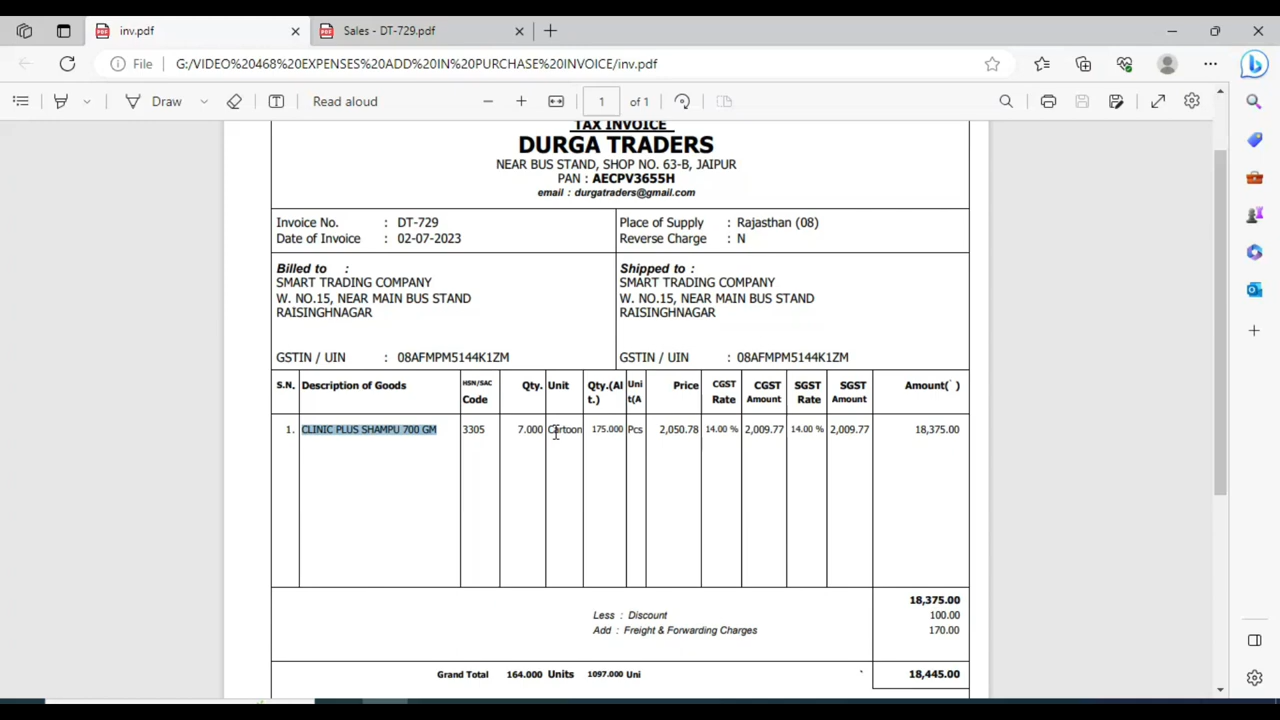 inv.pdf
Sales - DT-729.pdf
File
G:/VIDEO%20468%20EXPENSES%20ADD%20IN%20PURCHASE%20INVOICE/inv.pdf
Draw
Read aloud
1 of 1
TAX INVOICE
DURGA TRADERS
NEAR BUS STAND, SHOP NO. 63-B, JAIPUR
PAN : AECPV3655H
email : durgatraders@gmail.com
Invoice No. : DT-729
Date of Invoice : 02-07-2023
Place of Supply : Rajasthan (08)
Reverse Charge : N
Billed to :
SMART TRADING COMPANY
W. NO.15, NEAR MAIN BUS STAND
RAISINGHNAGAR
GSTIN / UIN : 08AFMPM5144K1ZM
Shipped to :
SMART TRADING COMPANY
W. NO.15, NEAR MAIN BUS STAND
RAISINGHNAGAR
GSTIN / UIN : 08AFMPM5144K1ZM
S.N. Description of Goods HSN/SAC Qty. Unit Qty.(Al Uni Price CGST CGST SGST SGST Amount(` )
Code t.) t(A Rate Amount Rate Amount
1. CLINIC PLUS SHAMPU 700 GM 3305 7.000 Cartoon 175.000 Pcs 2,050.78 14.00 % 2,009.77 14.00 % 2,009.77 18,375.00
18,375.00
Less : Discount 100.00
Add : Freight & Forwarding Charges 170.00
Grand Total 164.000 Units 1097.000 Uni ` 18,445.00